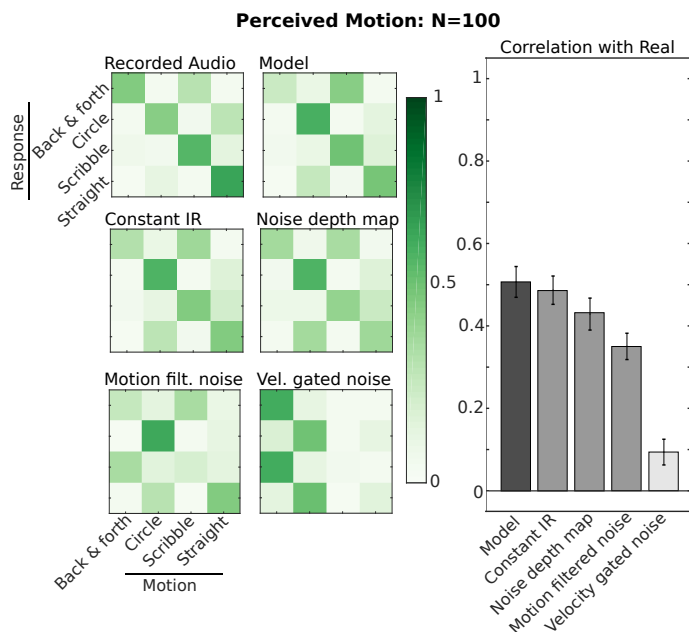 Perceived Motion: N=100
Recorded Audio
Model
Correlation with Real
Response
Back & forth
Circle
Scribble
Straight
1
0.5
0
Constant IR
Noise depth map
Motion filt. noise
Vel. gated noise
Back & forth
Circle
Scribble
Straight
Motion
1
0.8
0.6
0.4
0.2
0
Model
Constant IR
Noise depth map
Motion filtered noise
Velocity gated noise